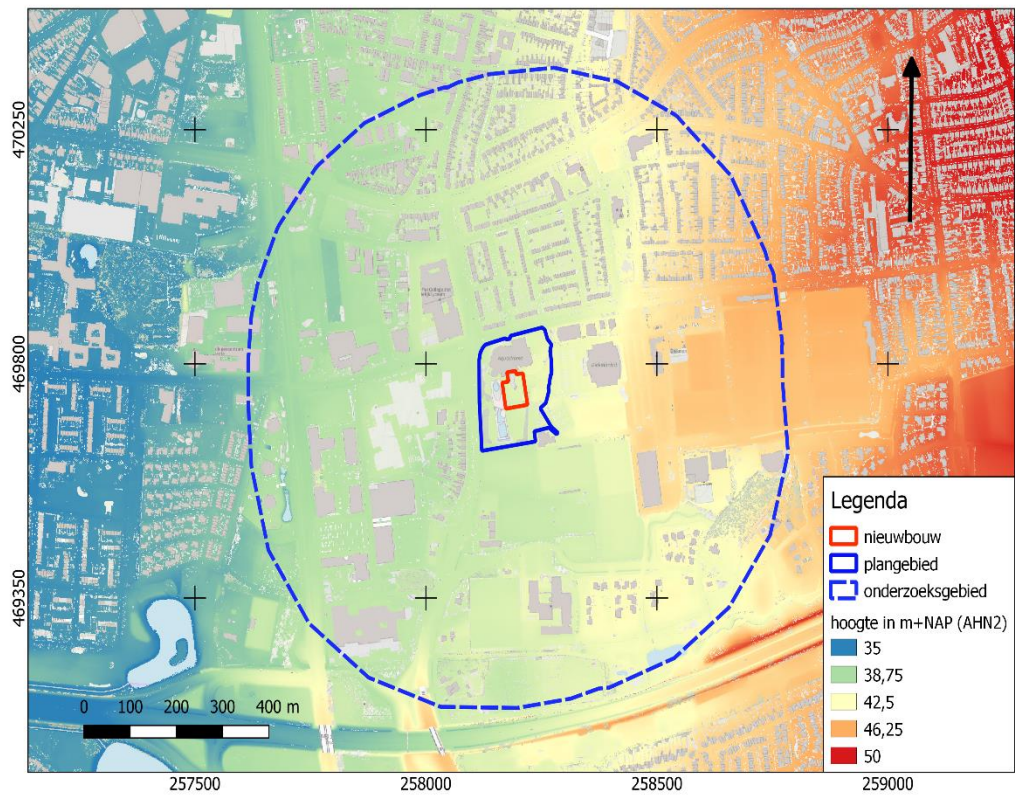 470250
469800
469350
Legenda
nieuwbouw
plangebied
onderzoeksgebied
hoogte in m+NAP (AHN2)
35
38,75
42,5
46,25
50
0 100 200 300 400 m
257500 258000 258500 259000